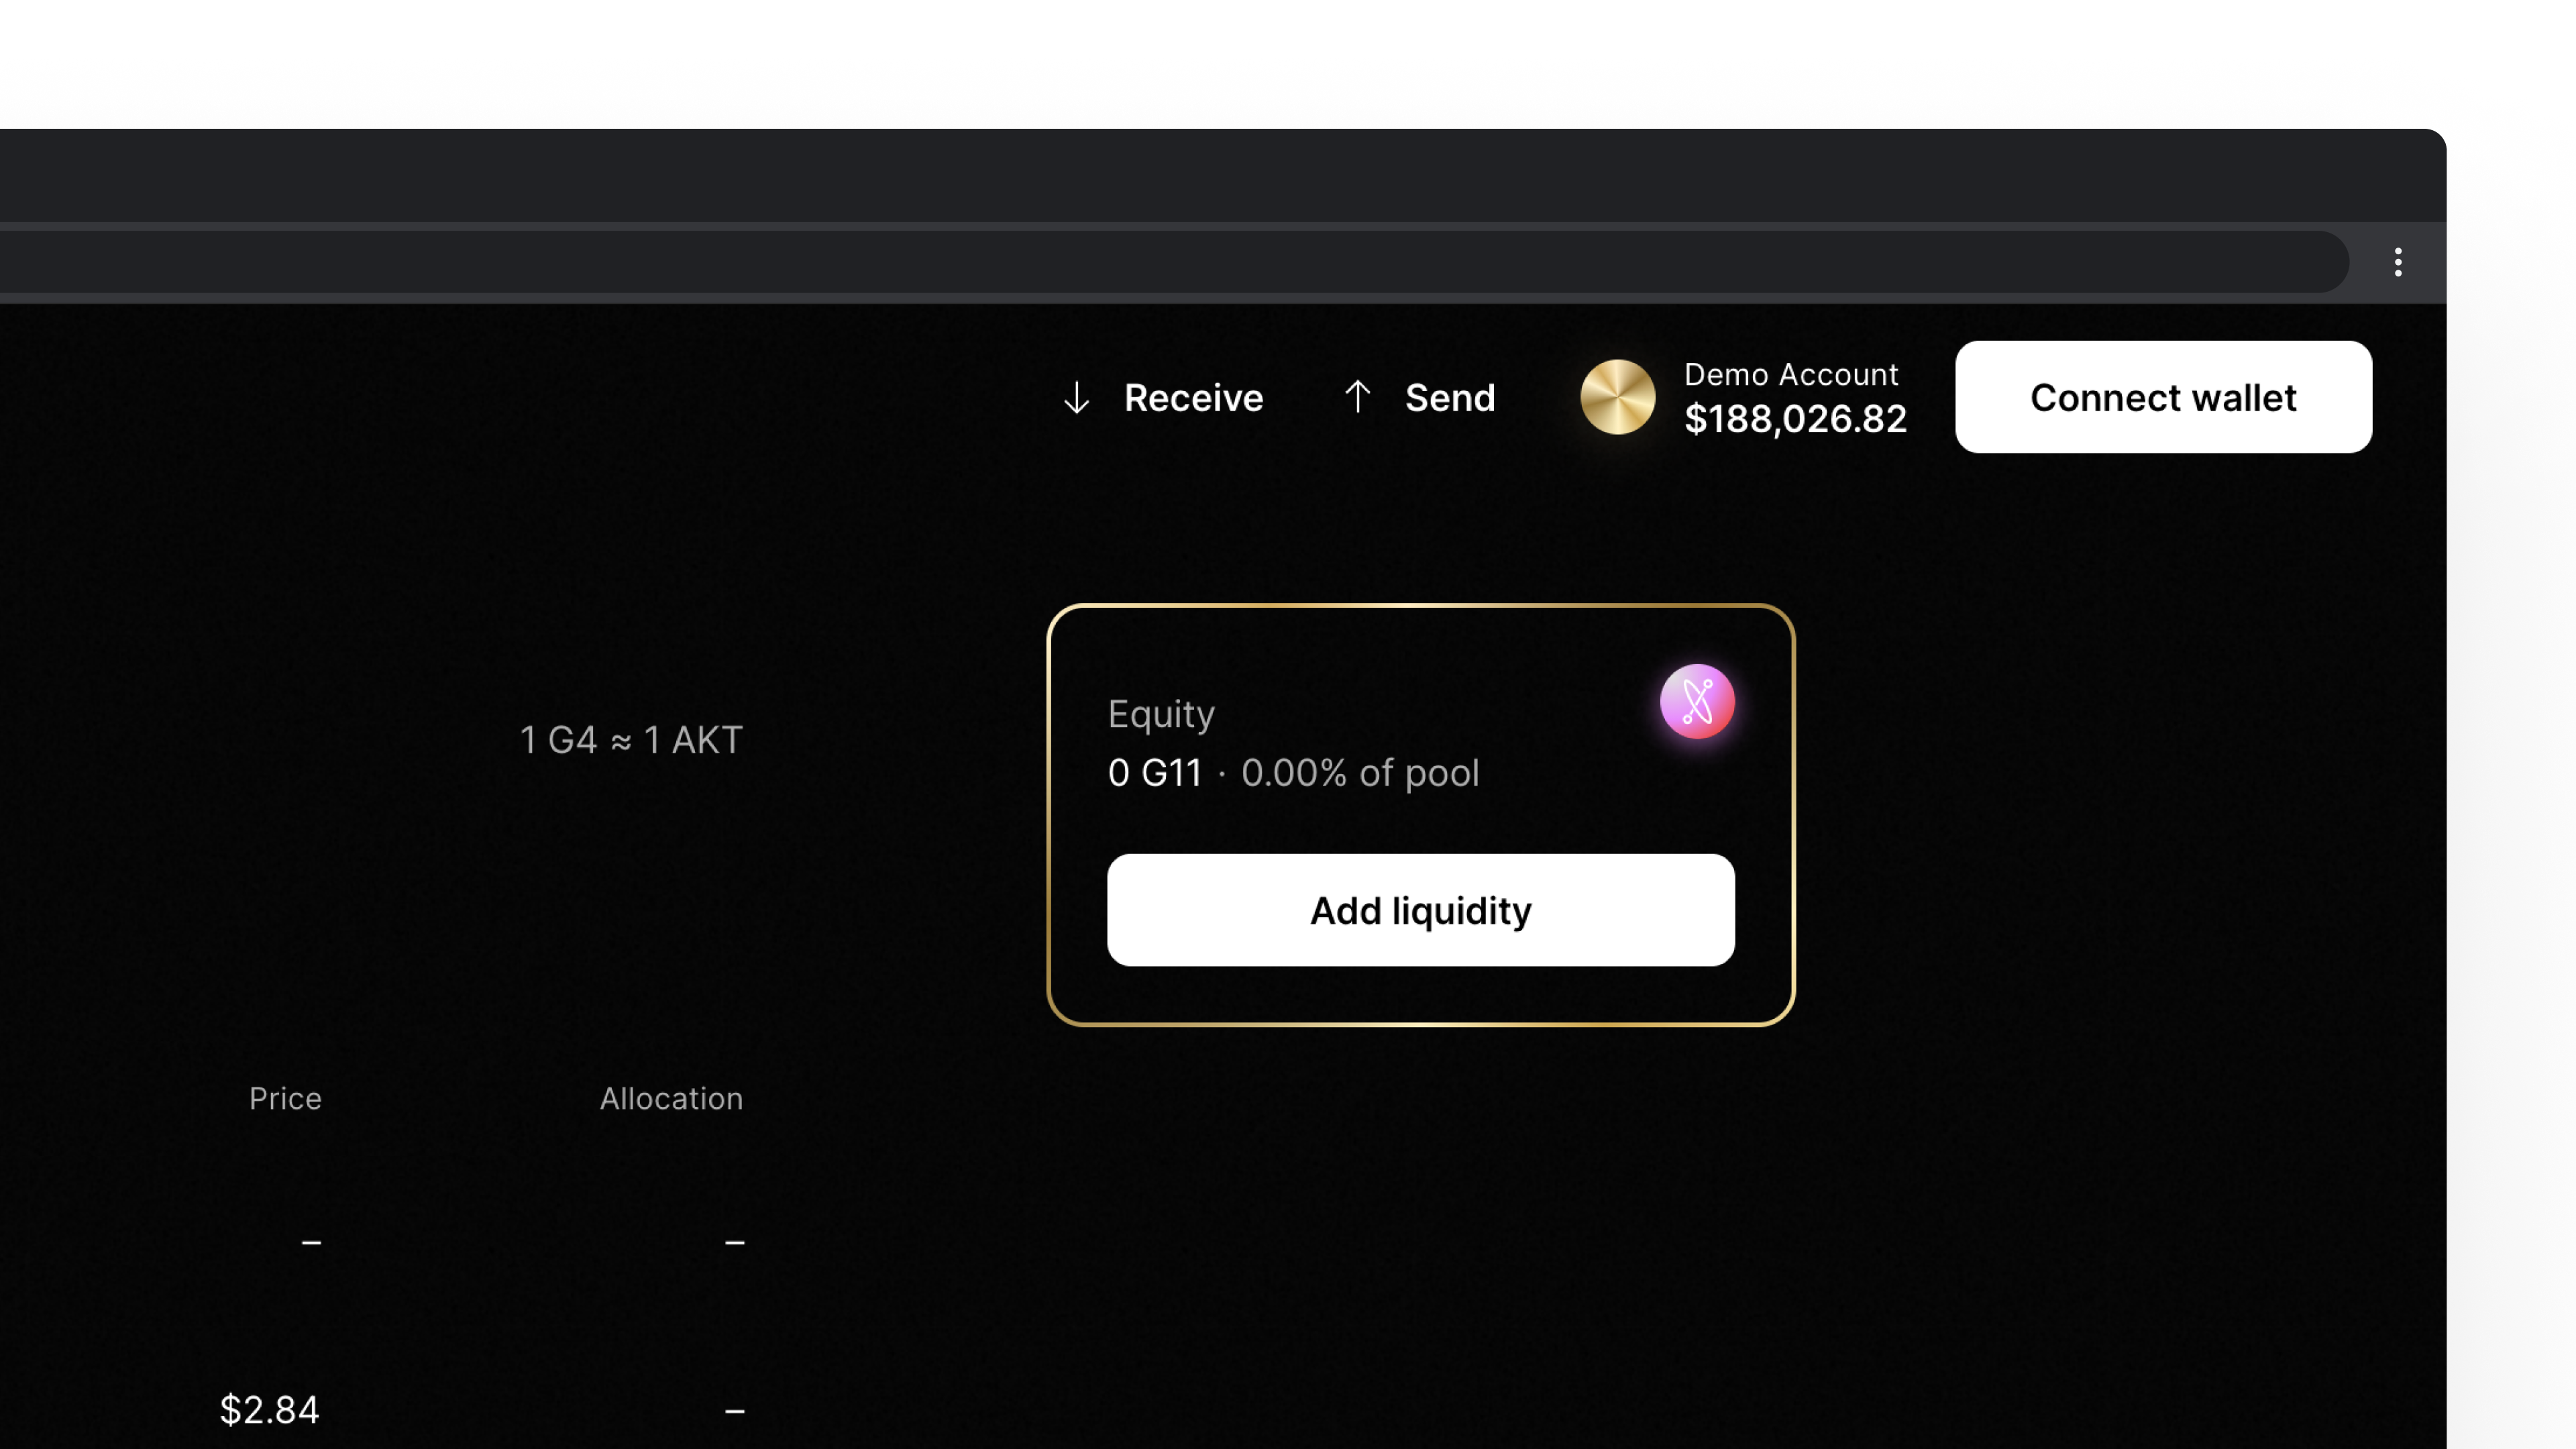 Receive
Send
Demo Account
$188,026.82
Connect wallet
1 G4 ≈ 1 AKT
Equity
0 G11 · 0.00% of pool
Add liquidity
Price
Allocation
–
–
$2.84
–